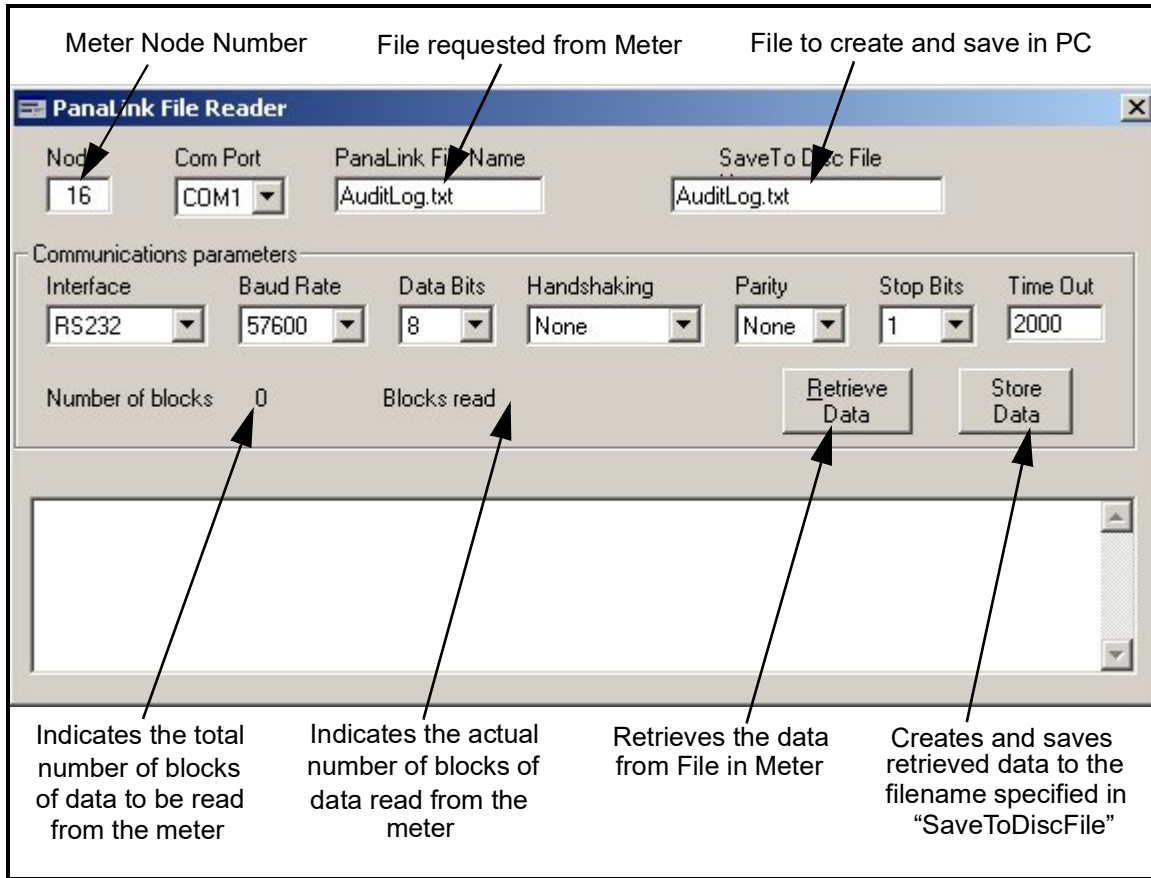 Meter Node Number
File requested from Meter
File to create and save in PC
PanaLink File Reader
Node
Com Port
PanaLink File Name
SaveTo Disc File
16
COM1
AuditLog.txt
AuditLog.txt
Communications parameters
Interface
Baud Rate
Data Bits
Handshaking
Parity
Stop Bits
Time Out
RS232
57600
8
None
None
1
2000
Number of blocks
0
Blocks read
Retrieve
Data
Store
Data
Indicates the total
number of blocks
of data to be read
from the meter
Indicates the actual
number of blocks of
data read from the
meter
Retrieves the data
from File in Meter
Creates and saves
retrieved data to the
filename specified in
“SaveToDiscFile”